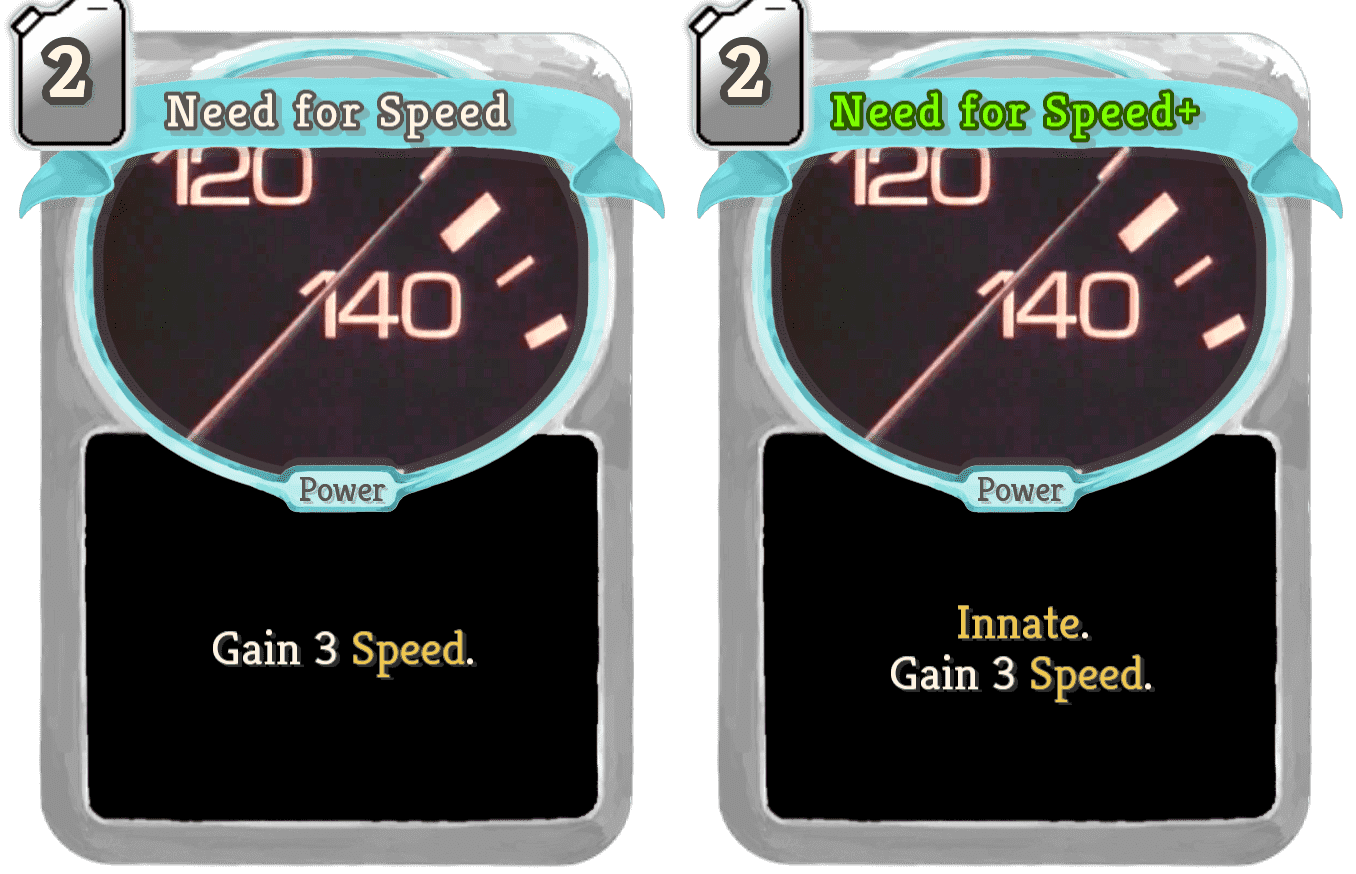 2
Need for Speed
120
140
Power
Gain 3 Speed.
2
Need for Speed+
120
140
Power
Innate.
Gain 3 Speed.